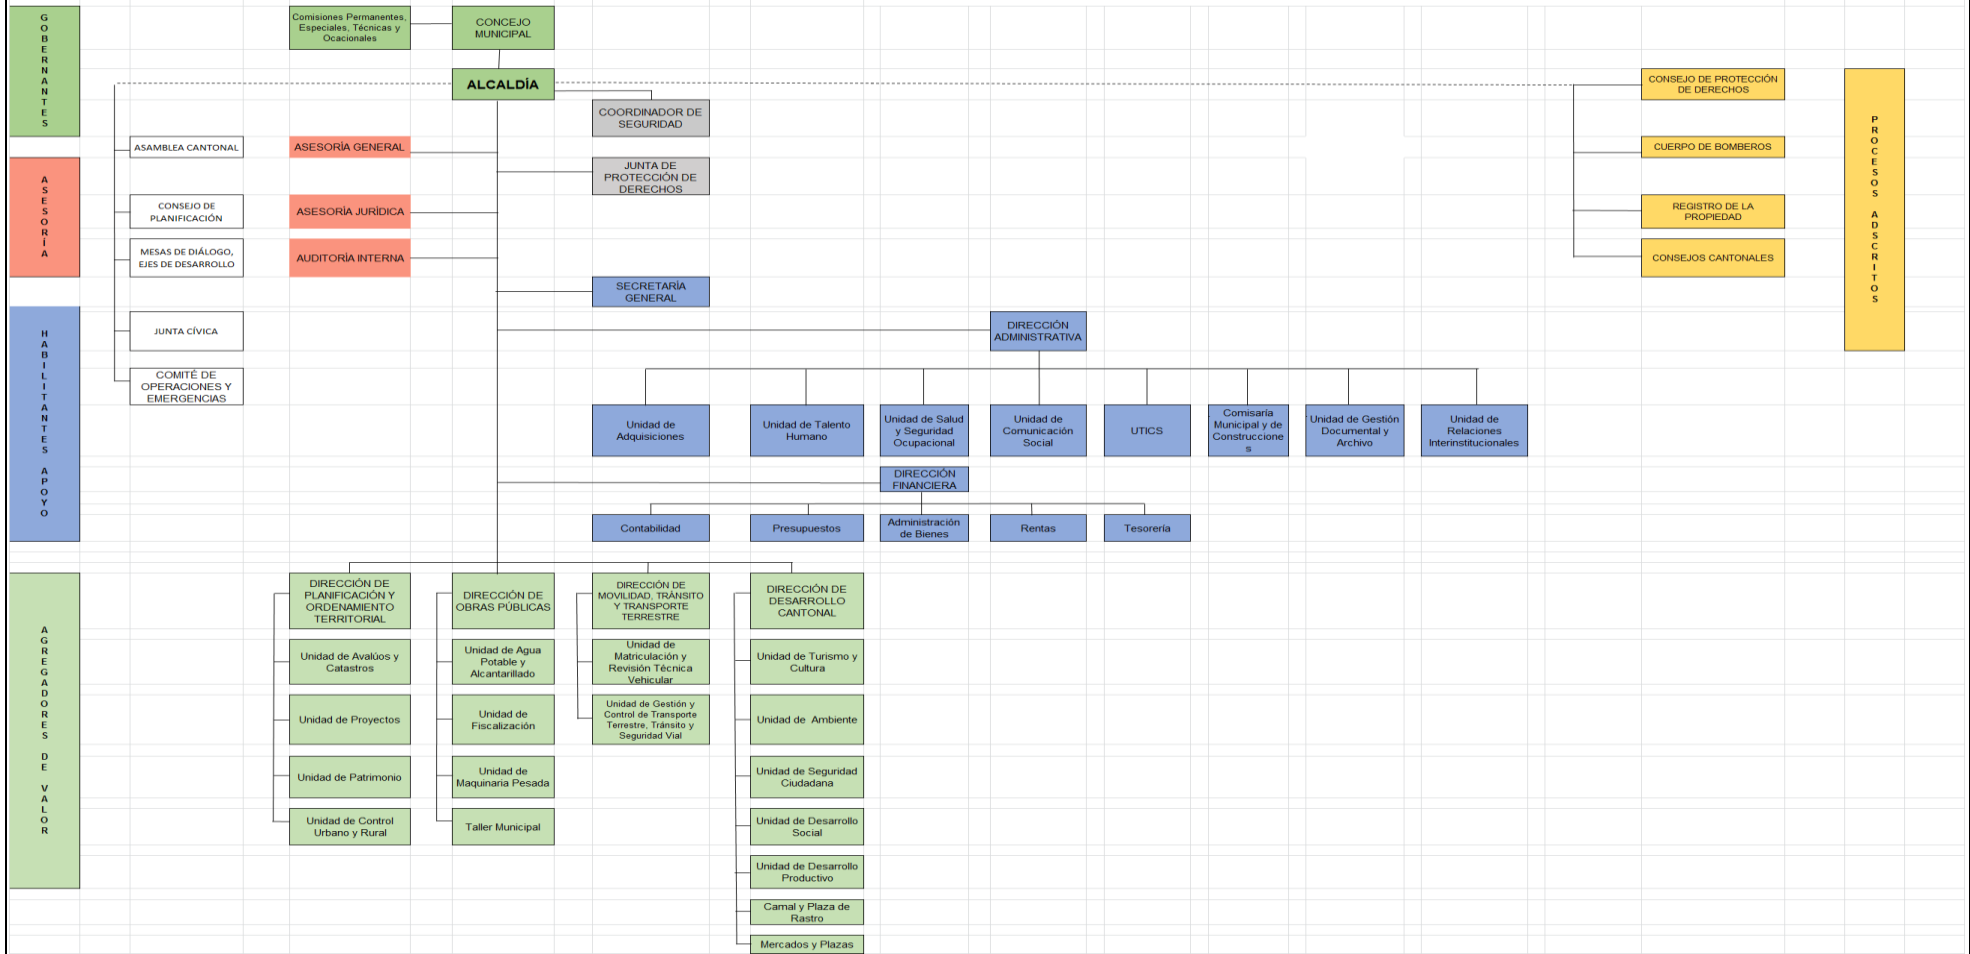 GOBERNANTES
Comisiones Permanentes,
Especiales, Técnicas y
Ocacionales
CONCEJO
MUNICIPAL
ALCALDÍA
COORDINADOR DE
SEGURIDAD
CONSEJO DE PROTECCIÓN
DE DERECHOS
PROCESOS ADSCRITOS
ASAMBLEA CANTONAL
ASESORÍA GENERAL
CUERPO DE BOMBEROS
ASESORÍA
JUNTA DE
PROTECCIÓN DE
DERECHOS
CONSEJO DE
PLANIFICACIÓN
ASESORÍA JURÍDICA
REGISTRO DE LA
PROPIEDAD
MESAS DE DIÁLOGO,
EJES DE DESARROLLO
AUDITORÍA INTERNA
CONSEJOS CANTONALES
SECRETARÍA
GENERAL
HABILITANTES APOYO
JUNTA CÍVICA
DIRECCIÓN
ADMINISTRATIVA
COMITÉ DE
OPERACIONES Y
EMERGENCIAS
Unidad de
Adquisiciones
Unidad de Talento
Humano
Unidad de Salud
y Seguridad
Ocupacional
Unidad de
Comunicación
Social
UTICS
Comisaría
Municipal y de
Construccione
s
Unidad de Gestión
Documental y
Archivo
Unidad de
Relaciones
Interinstitucionales
DIRECCIÓN
FINANCIERA
Contabilidad
Presupuestos
Administración
de Bienes
Rentas
Tesorería
AGREGADORES DE VALOR
DIRECCIÓN DE
PLANIFICACIÓN Y
ORDENAMIENTO
TERRITORIAL
DIRECCIÓN DE
OBRAS PÚBLICAS
DIRECCIÓN DE
MOVILIDAD, TRÁNSITO
Y TRANSPORTE
TERRESTRE
DIRECCIÓN DE
DESARROLLO
CANTONAL
Unidad de Avalúos y
Catastros
Unidad de Agua
Potable y
Alcantarillado
Unidad de
Matriculación y
Revisión Técnica
Vehicular
Unidad de Turismo y
Cultura
Unidad de Proyectos
Unidad de
Fiscalización
Unidad de Gestión y
Control de Transporte
Terrestre, Tránsito y
Seguridad Vial
Unidad de Ambiente
Unidad de Patrimonio
Unidad de
Maquinaria Pesada
Unidad de Seguridad
Ciudadana
Unidad de Control
Urbano y Rural
Taller Municipal
Unidad de Desarrollo
Social
Unidad de Desarrollo
Productivo
Camal y Plaza de
Rastro
Mercados y Plazas